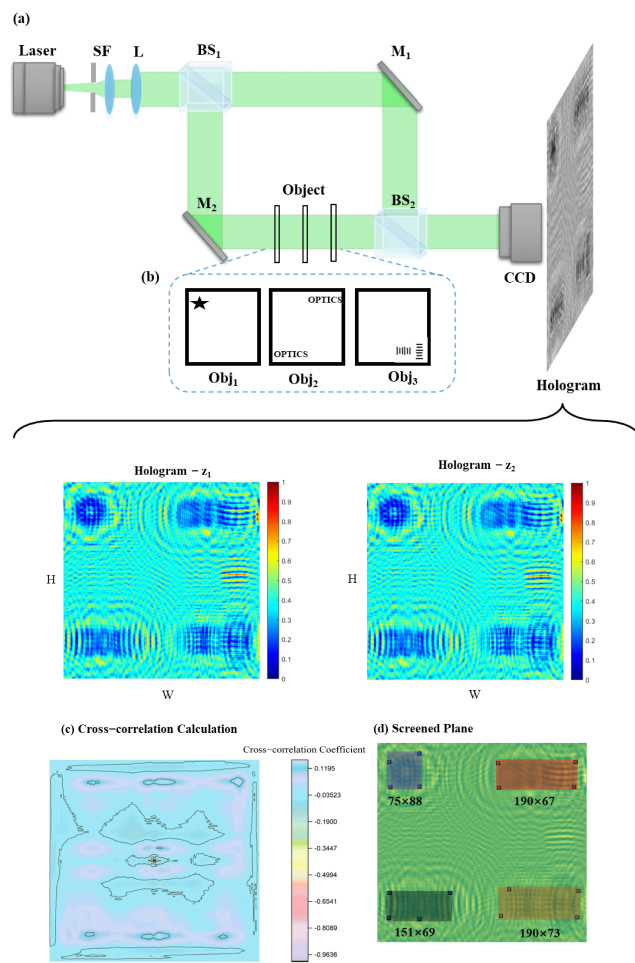 (a)
Laser
SF
L
BS₁
M₁
M₂
Object
BS₂
CCD
(b)
OPTICS
OPTICS
Obj₁
Obj₂
Obj₃
Hologram
Hologram − z₁
Hologram − z₂
1
0.9
0.8
0.7
0.6
0.5
0.4
0.3
0.2
0.1
0
H
W
1
0.9
0.8
0.7
0.6
0.5
0.4
0.3
0.2
0.1
0
H
W
(c) Cross−correlation Calculation
Cross−correlation Coefficient
0.1195
-0.03523
-0.1900
-0.3447
-0.4994
-0.6541
-0.8089
-0.9636
(d) Screened Plane
75×88
190×67
151×69
190×73